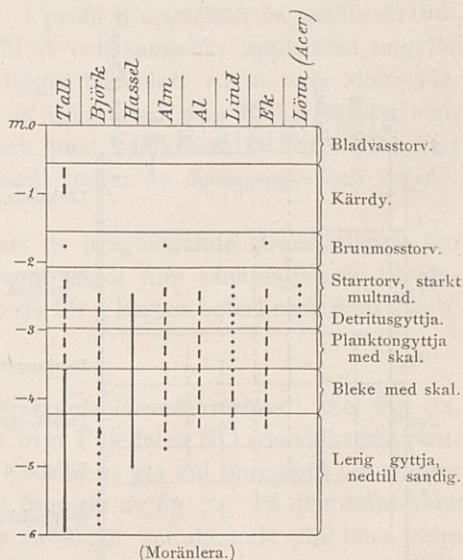 Tall
Björk
Hassel
Alm
Al
Lind
Ek
Lönn (Acer)
m.0
Bladvasstorv.
–1
Kärrdy.
–2
Brunmosstorv.
Starrtorv, starkt
multnad.
–3
Detritusgyttja.
Planktongyttja
med skal.
–4
Bleke med skal.
–5
Lerig gyttja,
nedtill sandig.
–6
(Moränlera.)